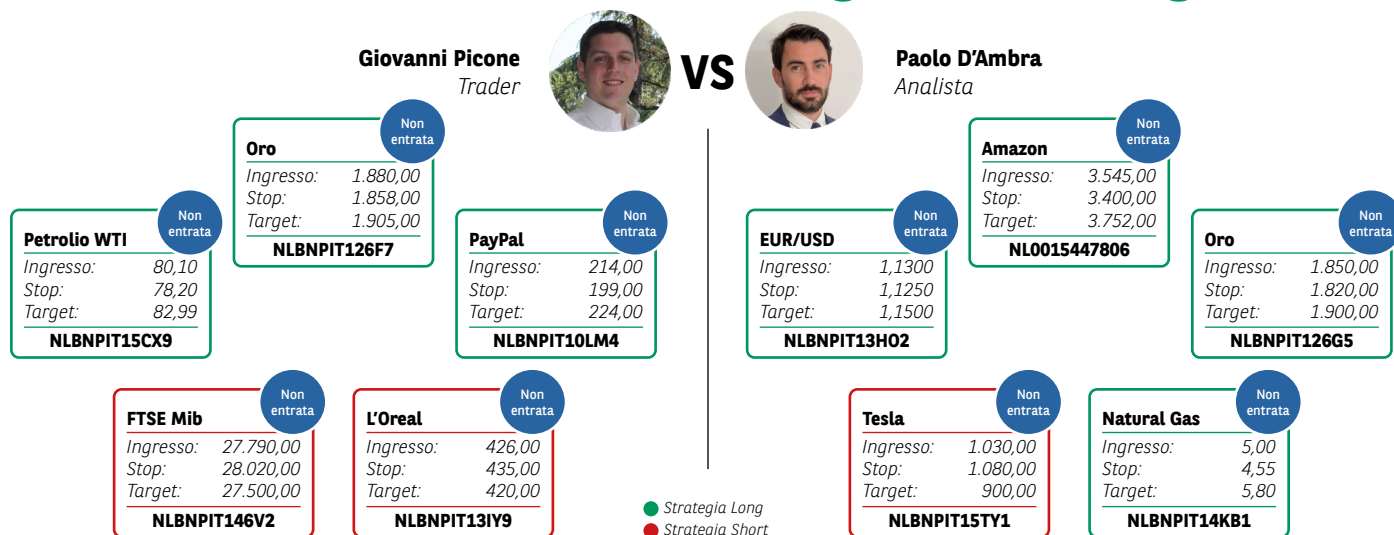 Giovanni Picone
Trader
VS
Paolo D'Ambra
Analista
Non
entrata
Oro
Ingresso: 1.880,00
Stop: 1.858,00
Target: 1.905,00
NLBNPIT126F7
Non
entrata
Petrolio WTI
Ingresso: 80,10
Stop: 78,20
Target: 82,99
NLBNPIT15CX9
Non
entrata
PayPal
Ingresso: 214,00
Stop: 199,00
Target: 224,00
NLBNPIT10LM4
Non
entrata
FTSE Mib
Ingresso: 27.790,00
Stop: 28.020,00
Target: 27.500,00
NLBNPIT146V2
Non
entrata
L'Oreal
Ingresso: 426,00
Stop: 435,00
Target: 420,00
NLBNPIT13IY9
Non
entrata
Amazon
Ingresso: 3.545,00
Stop: 3.400,00
Target: 3.752,00
NL0015447806
Non
entrata
EUR/USD
Ingresso: 1,1300
Stop: 1,1250
Target: 1,1500
NLBNPIT13HO2
Non
entrata
Oro
Ingresso: 1.850,00
Stop: 1.820,00
Target: 1.900,00
NLBNPIT126G5
Non
entrata
Tesla
Ingresso: 1.030,00
Stop: 1.080,00
Target: 900,00
NLBNPIT15TY1
Non
entrata
Natural Gas
Ingresso: 5,00
Stop: 4,55
Target: 5,80
NLBNPIT14KB1
Strategia Long
Strategia Short